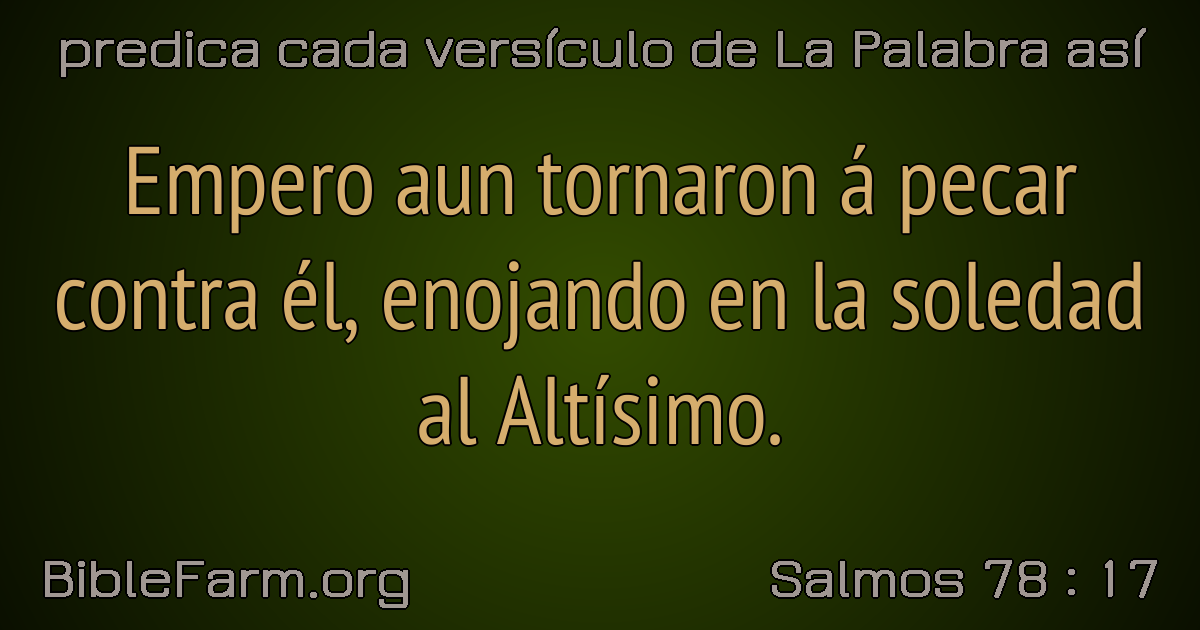 predica cada versículo de La Palabra así
Empero aun tornaron á pecar
contra él, enojando en la soledad
al Altísimo.
BibleFarm.org
Salmos 78 : 17